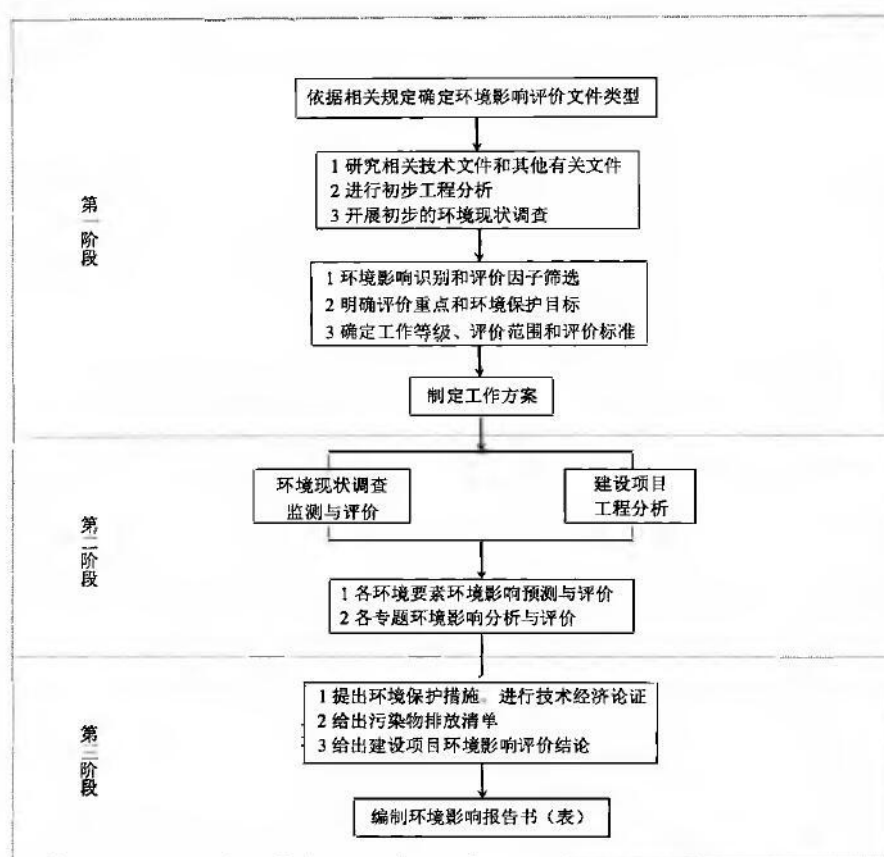 依据相关规定确定环境影响评价文件类型
1 研究相关技术文件和其他有关文件
2 进行初步工程分析
3 开展初步的环境现状调查
第一阶段
1 环境影响识别和评价因子筛选
2 明确评价重点和环境保护目标
3 确定工作等级、评价范围和评价标准
制定工作方案
环境现状调查
监测与评价
建设项目
工程分析
第二阶段
1 各环境要素环境影响预测与评价
2 各专题环境影响分析与评价
1 提出环境保护措施。进行技术经济论证
2 给出污染物排放清单
3 给出建设项目环境影响评价结论
第三阶段
编制环境影响报告书（表）